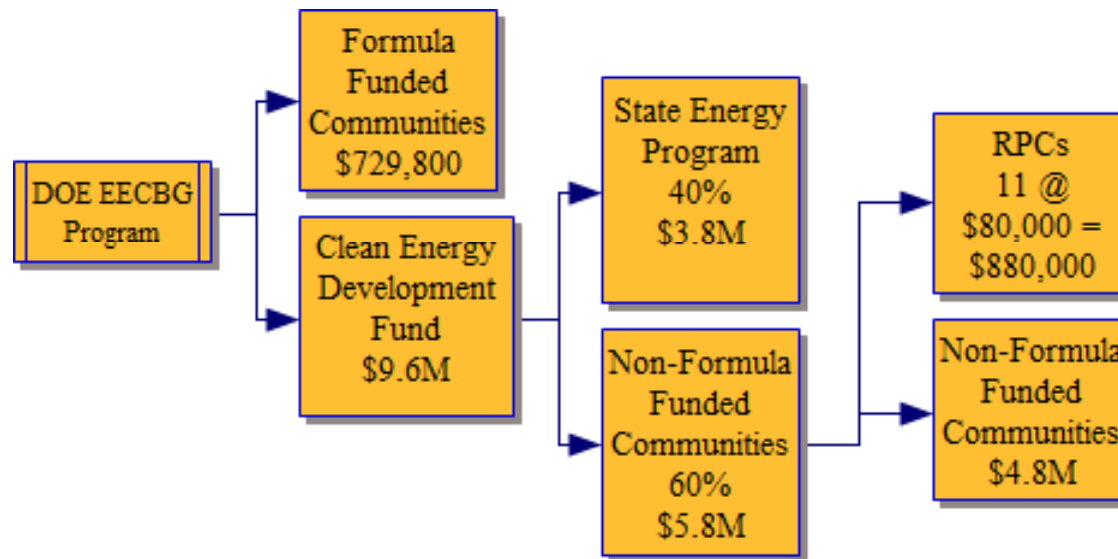 DOE EECBG
Program
Formula
Funded
Communities
$729,800
Clean Energy
Development
Fund
$9.6M
State Energy
Program
40%
$3.8M
Non-Formula
Funded
Communities
60%
$5.8M
RPCs
11 @
$80,000 =
$880,000
Non-Formula
Funded
Communities
$4.8M